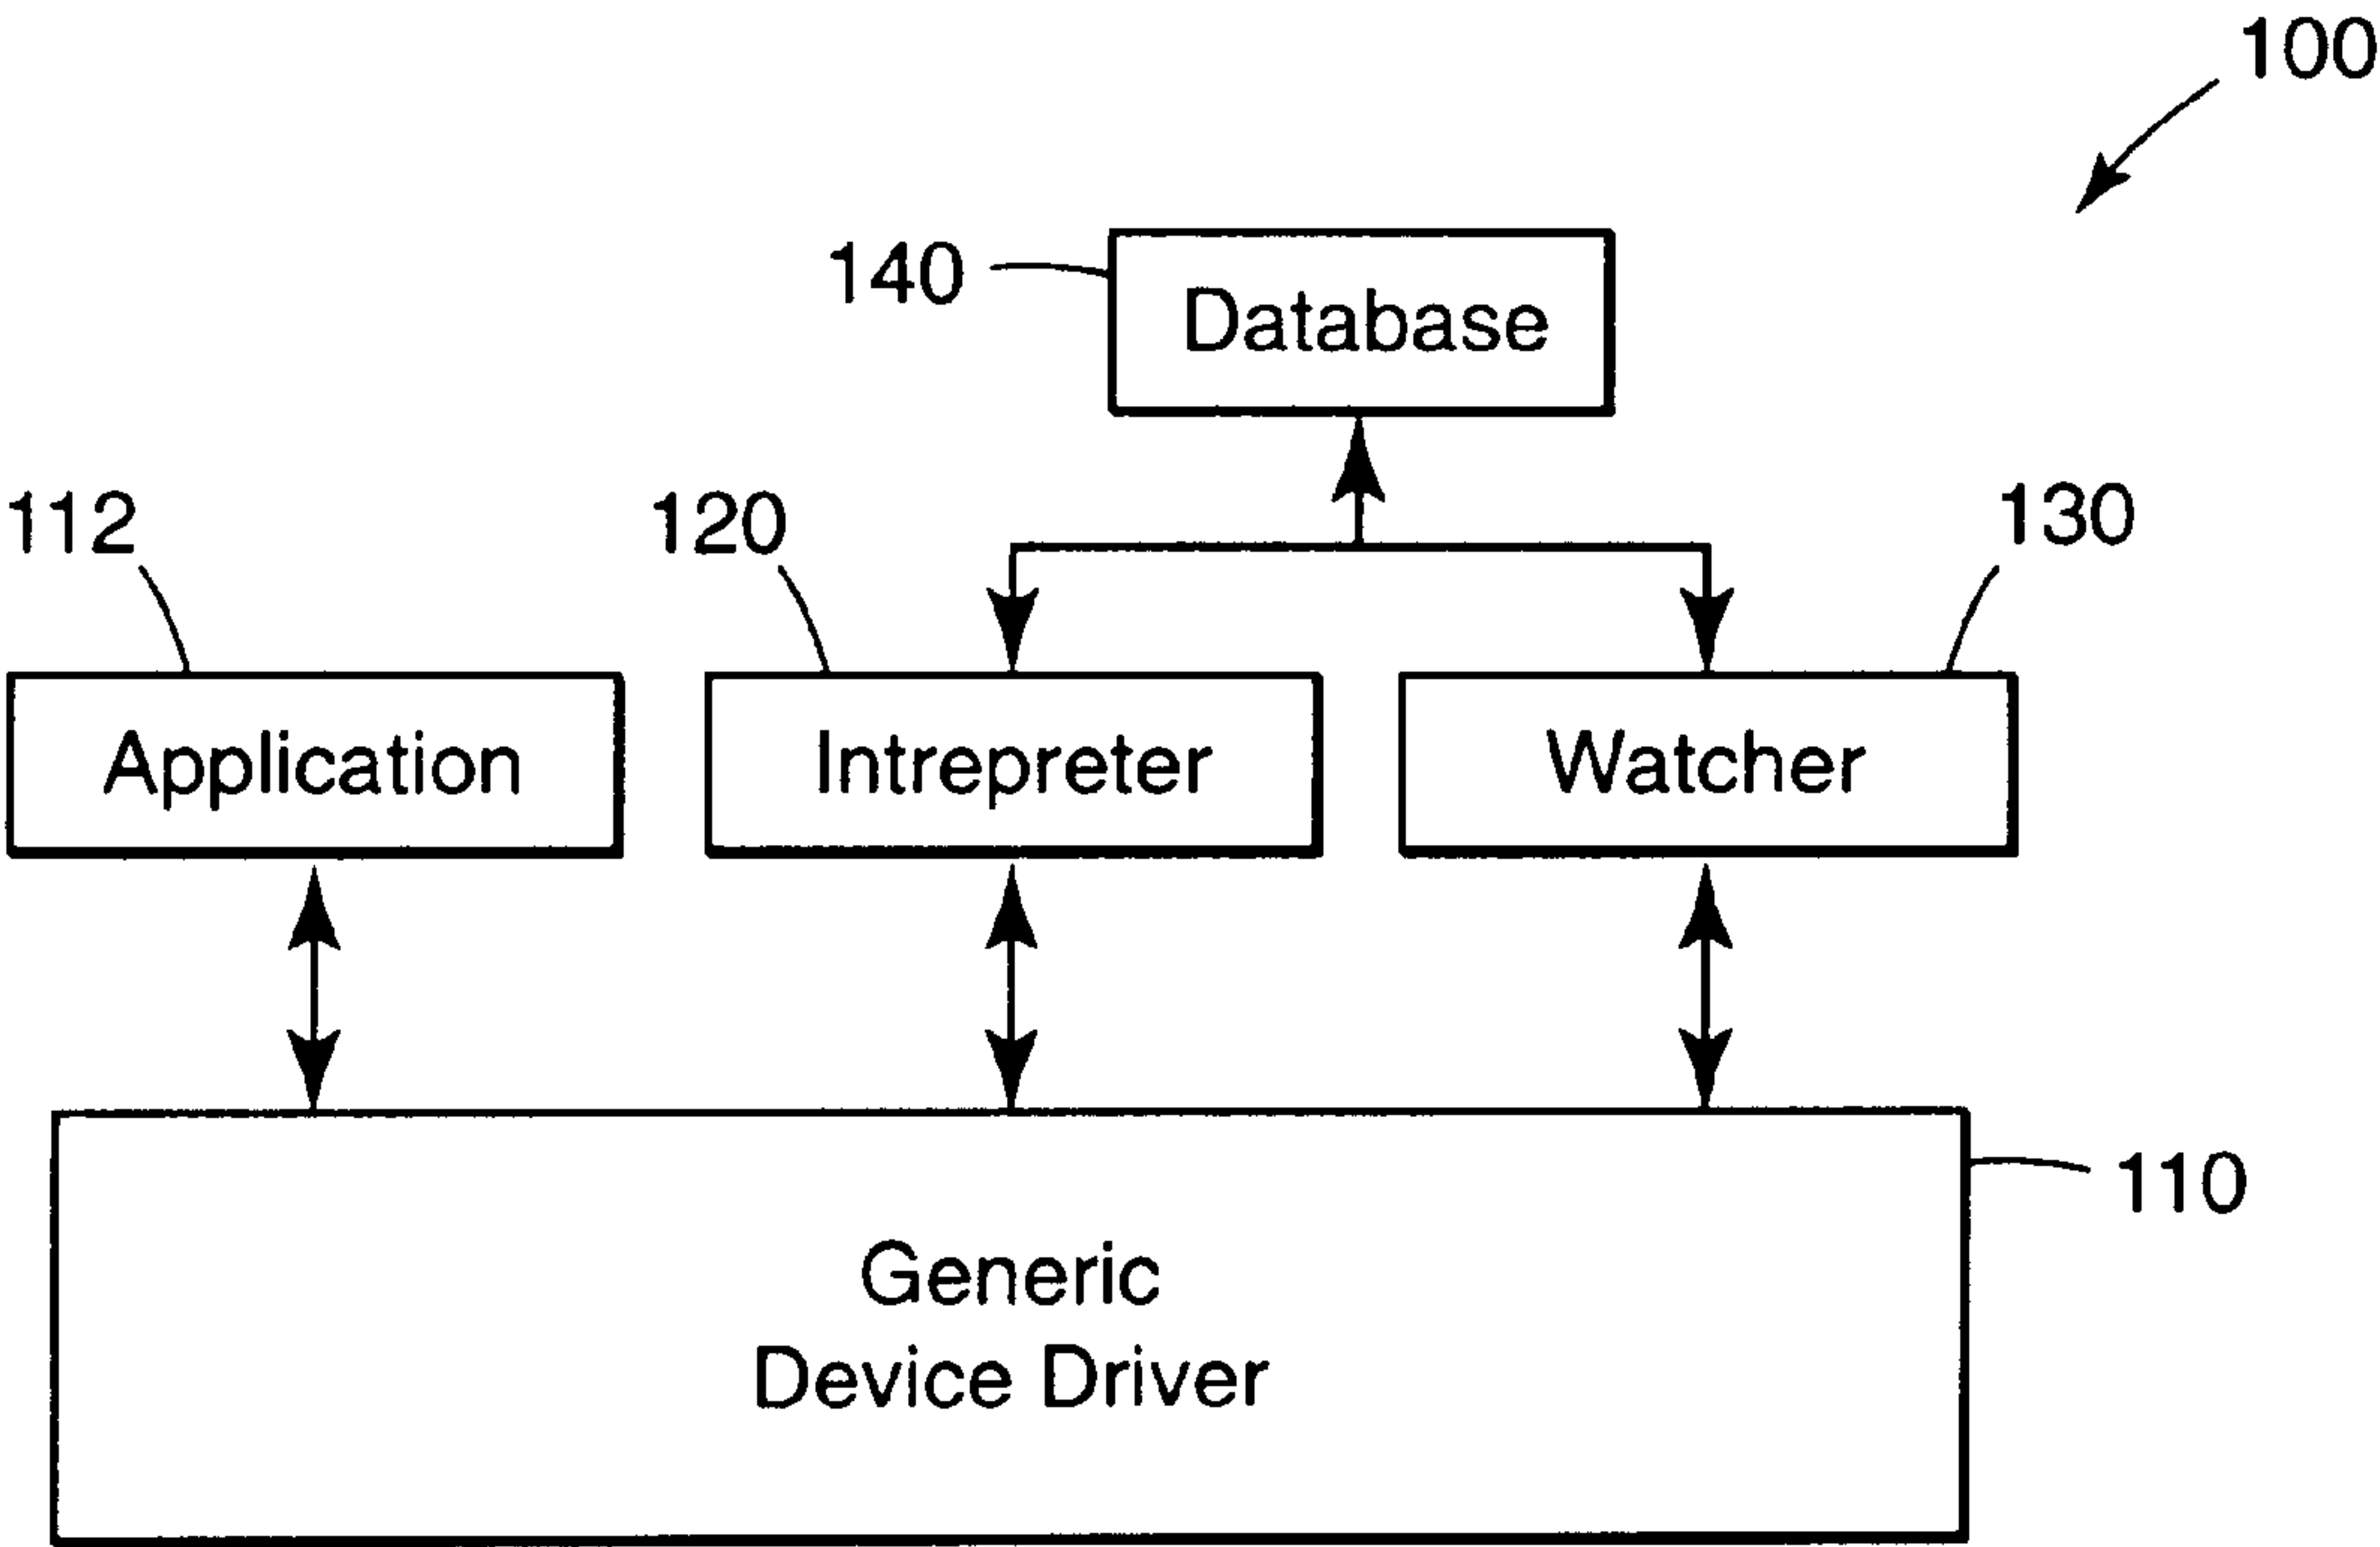 100
140
Database
112
120
130
Application
Intrepreter
Watcher
110
Generic
Device Driver